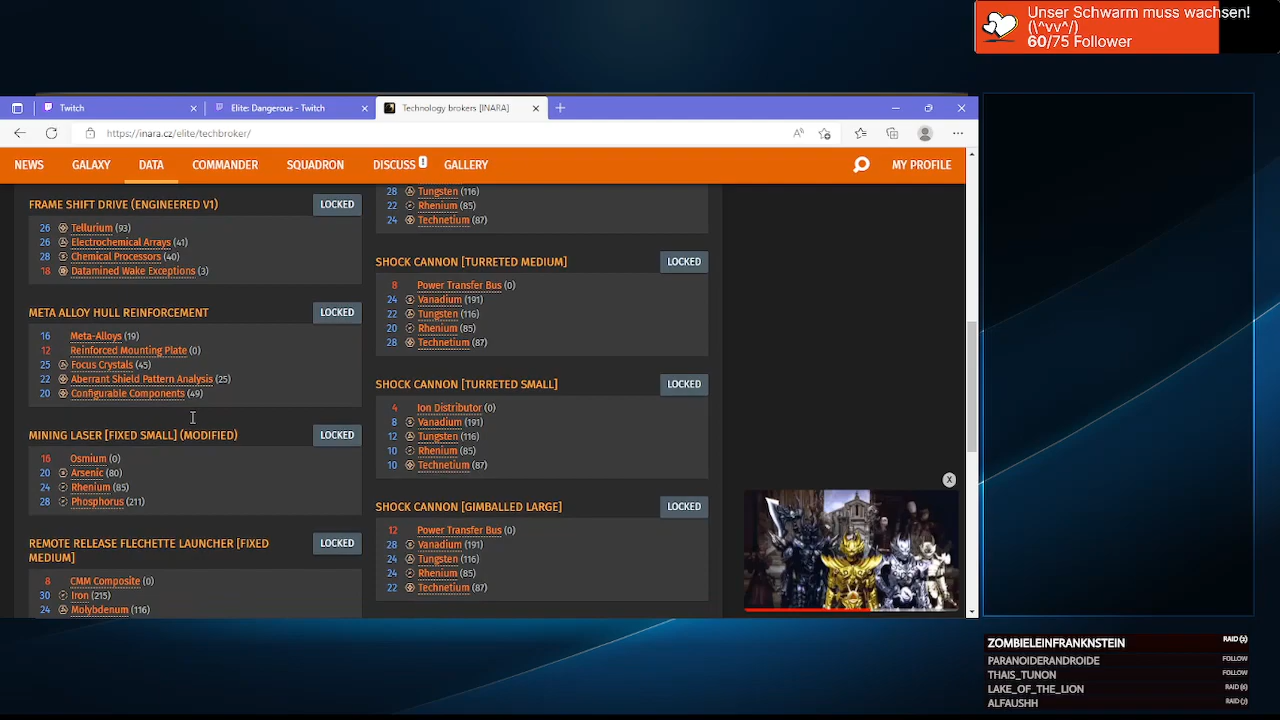 Unser Schwarm muss wachsen!
(\^vv^/)
60/75 Follower
Twitch
Elite: Dangerous - Twitch
Technology brokers [INARA]
https://inara.cz/elite/techbroker/
NEWS
GALAXY
DATA
COMMANDER
SQUADRON
DISCUSS
GALLERY
MY PROFILE
FRAME SHIFT DRIVE (ENGINEERED V1)
LOCKED
26 Tellurium (93)
26 Electrochemical Arrays (41)
28 Chemical Processors (40)
18 Datamined Wake Exceptions (3)
META ALLOY HULL REINFORCEMENT
LOCKED
16 Meta-Alloys (19)
12 Reinforced Mounting Plate (0)
25 Focus Crystals (45)
22 Aberrant Shield Pattern Analysis (25)
20 Configurable Components (49)
MINING LASER [FIXED SMALL] (MODIFIED)
LOCKED
16 Osmium (0)
20 Arsenic (80)
24 Rhenium (85)
28 Phosphorus (211)
REMOTE RELEASE FLECHETTE LAUNCHER [FIXED
MEDIUM]
LOCKED
8 CMM Composite (0)
30 Iron (215)
24 Molybdenum (116)
28 Tungsten (116)
22 Rhenium (85)
24 Technetium (87)
SHOCK CANNON [TURRETED MEDIUM]
LOCKED
8 Power Transfer Bus (0)
24 Vanadium (191)
22 Tungsten (116)
20 Rhenium (85)
28 Technetium (87)
SHOCK CANNON [TURRETED SMALL]
LOCKED
4 Ion Distributor (0)
8 Vanadium (191)
12 Tungsten (116)
10 Rhenium (85)
10 Technetium (87)
SHOCK CANNON [GIMBALLED LARGE]
LOCKED
12 Power Transfer Bus (0)
28 Vanadium (191)
24 Tungsten (116)
24 Rhenium (85)
22 Technetium (87)
X
ZOMBIELEINFRANKNSTEIN
PARANOIDERANDROIDE FOLLOW
THAIS_TUNON FOLLOW
LAKE_OF_THE_LION
ALFAUSHH